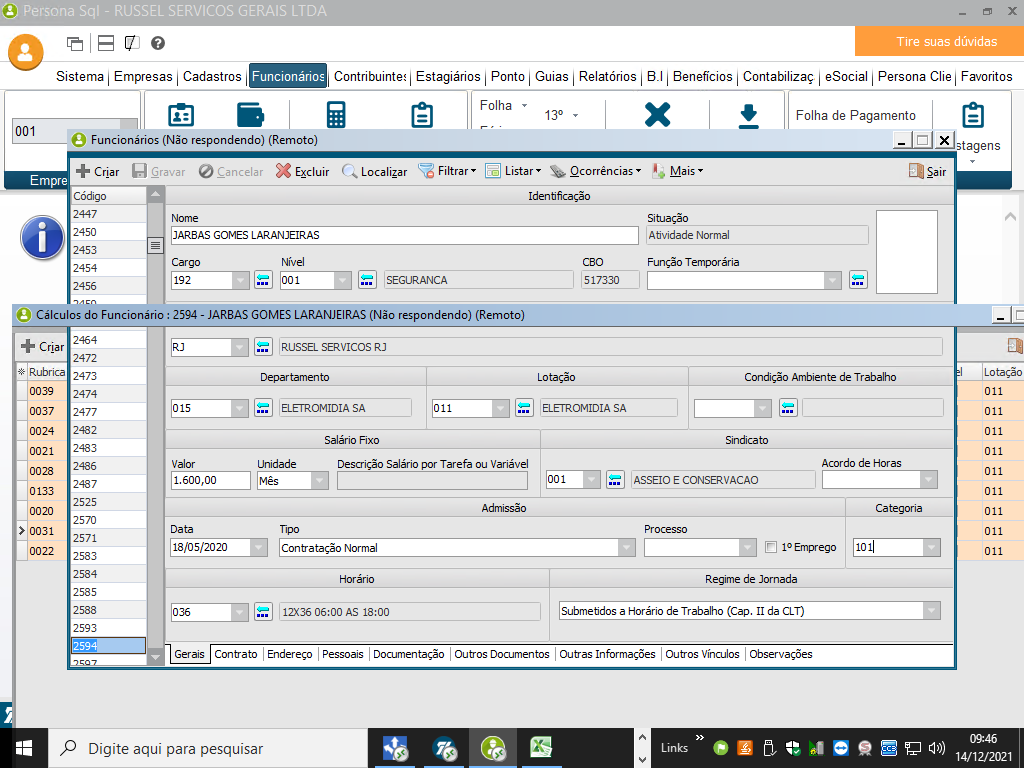 Persona Sql - RUSSEL SERVICOS GERAIS LTDA
Tire suas dúvidas
Sistema Empresas Cadastros Funcionários Contribuintes Estagiários Ponto Guias Relatórios B.I Benefícios Contabilizaç eSocial Persona Clie Favoritos
Folha 13º Folha de Pagamento
001
stagens
Empre
Funcionários (Não respondendo) (Remoto)
Criar Gravar Cancelar Excluir Localizar Filtrar Listar Ocorrências Mais Sair
Código
2447
2450
2453
2454
2456
Identificação
Nome Situação
JARBAS GOMES LARANJEIRAS Atividade Normal
Cargo Nível CBO Função Temporária
192 001 SEGURANCA 517330
Cálculos do Funcionário : 2594 - JARBAS GOMES LARANJEIRAS (Não respondendo) (Remoto)
Criar
Rubrica
0039
0037
0024
0021
0028
0133
0020
0031
0022
2464
2472
2473
2474
2477
2482
2483
2486
2487
2525
2570
2571
2583
2584
2585
2588
2593
2594
2597
RJ RUSSEL SERVICOS RJ
Departamento Lotação Condição Ambiente de Trabalho
015 ELETROMIDIA SA 011 ELETROMIDIA SA
Salário Fixo Sindicato
Valor Unidade Descrição Salário por Tarefa ou Variável Acordo de Horas
1.600,00 Mês 001 ASSEIO E CONSERVACAO
Admissão Categoria
Data Tipo Processo
18/05/2020 Contratação Normal 1º Emprego 101
Horário Regime de Jornada
036 12X36 06:00 AS 18:00 Submetidos a Horário de Trabalho (Cap. II da CLT)
Gerais Contrato Endereço Pessoais Documentação Outros Documentos Outras Informações Outros Vínculos Observações
el Lotação
011
011
011
011
011
011
011
011
011
Digite aqui para pesquisar
Links
09:46
14/12/2021